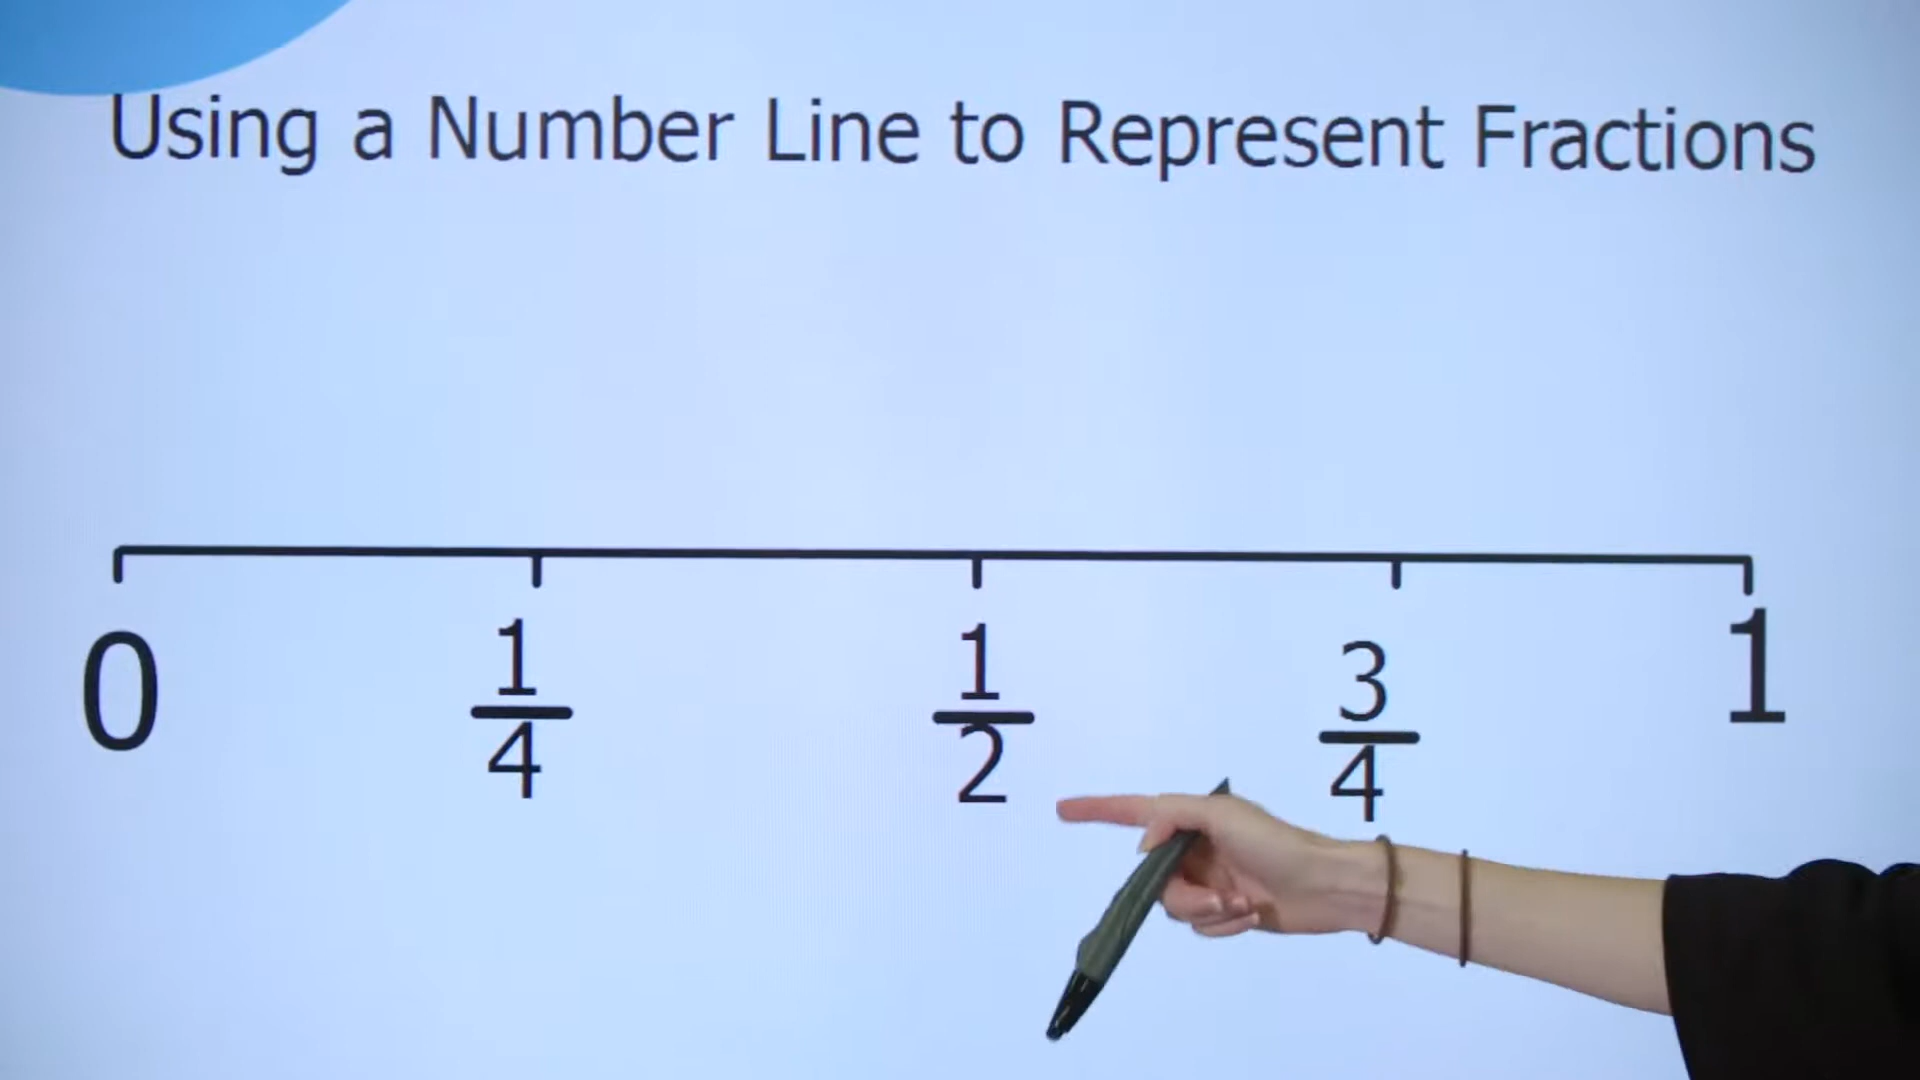 Using a Number Line to Represent Fractions
0 1/4 1/2 3/4 1